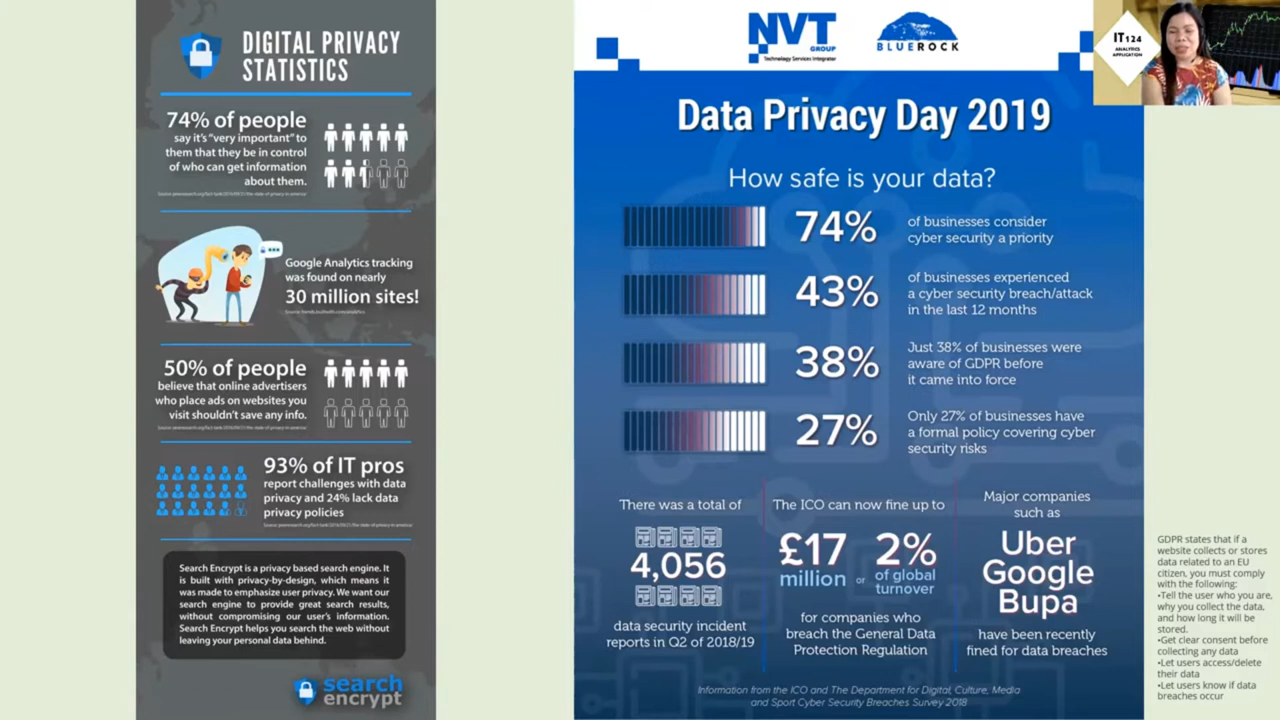 DIGITAL PRIVACY
STATISTICS
74% of people
say it's "very important" to
them that they be in control
of who can get information
about them.
Google Analytics tracking
was found on nearly
30 million sites!
50% of people
believe that online advertisers
who place ads on websites you
visit shouldn't save any info.
93% of IT pros
report challenges with data
privacy and 24% lack data
privacy policies
Search Encrypt is a privacy based search engine. It
is built with privacy-by-design, which means it
was made to emphasize user privacy. We want our
search engine to provide great search results,
without compromising our user's information.
Search Encrypt helps you search the web without
leaving your personal data behind.
search
encrypt
NVT
GROUP
Technology Services Integrator
BLUEROCK
Data Privacy Day 2019
How safe is your data?
74%
of businesses consider
cyber security a priority
43%
of businesses experienced
a cyber security breach/attack
in the last 12 months
38%
Just 38% of businesses were
aware of GDPR before
it came into force
27%
Only 27% of businesses have
a formal policy covering cyber
security risks
There was a total of
4,056
data security incident
reports in Q2 of 2018/19
The ICO can now fine up to
£17 2%
million or of global
turnover
for companies who
breach the General Data
Protection Regulation
Major companies
such as
Uber
Google
Bupa
have been recently
fined for data breaches
Information from the ICO and The Department for Digital, Culture, Media
and Sport Cyber Security Breaches Survey 2018
IT124
ANALYTICS
APPLICATION
GDPR states that if a
website collects or stores
data related to an EU
citizen, you must comply
with the following:
•Tell the user who you are,
why you collect the data,
and how long it will be
stored.
•Get clear consent before
collecting any data
•Let users access/delete
their data
•Let users know if data
breaches occur